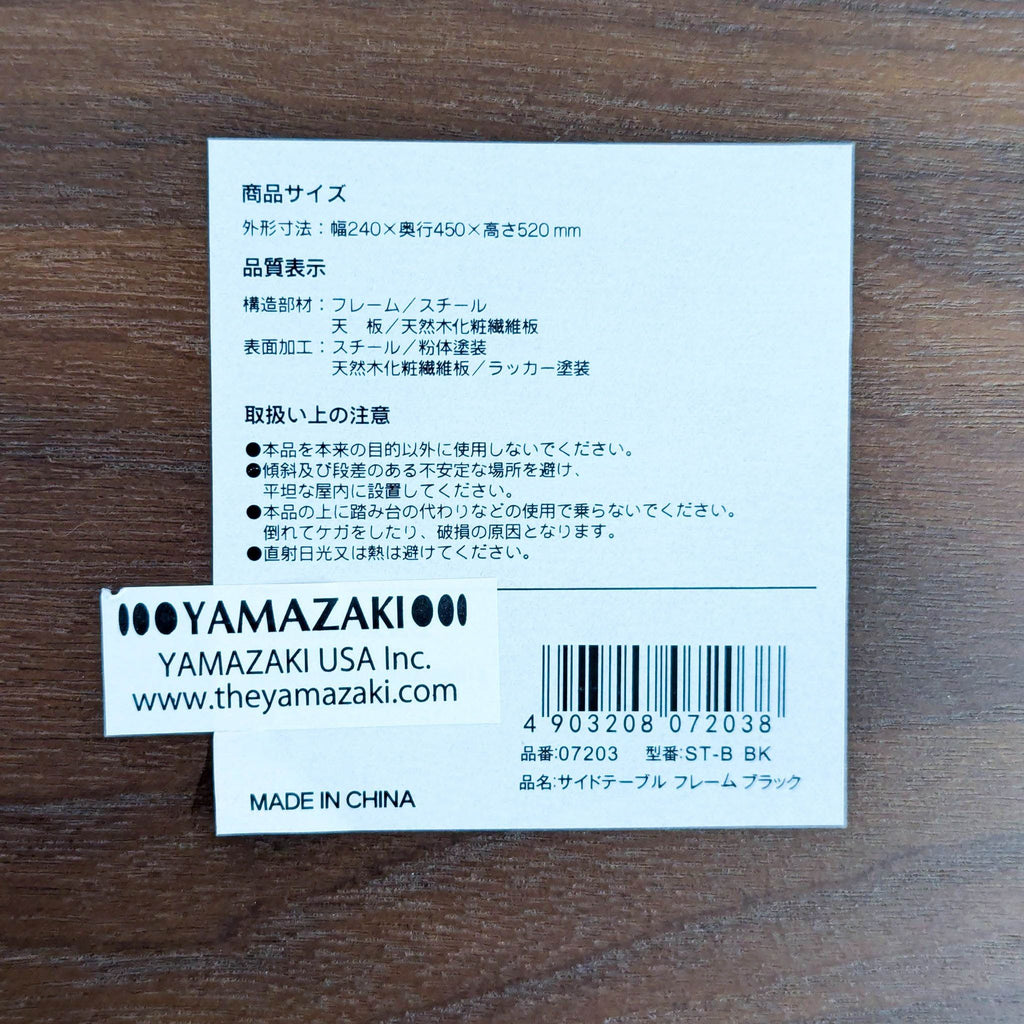 商品サイズ
外形寸法：幅240×奥行450×高さ520 mm
品質表示
構造部材：フレーム／スチール
天　板／天然木化粧繊維板
表面加工：スチール／粉体塗装
天然木化粧繊維板／ラッカー塗装
取扱い上の注意
●本品を本来の目的以外に使用しないでください。
●傾斜及び段差のある不安定な場所を避け、
平坦な屋内に設置してください。
●本品の上に踏み台の代わりなどの使用で乗らないでください。
倒れてケガをしたり、破損の原因となります。
●直射日光又は熱は避けてください。
YAMAZAKI
YAMAZAKI USA Inc.
www.theyamazaki.com
4 903208 072038
品番:07203　型番:ST-B BK
品名:サイドテーブル フレーム ブラック
MADE IN CHINA